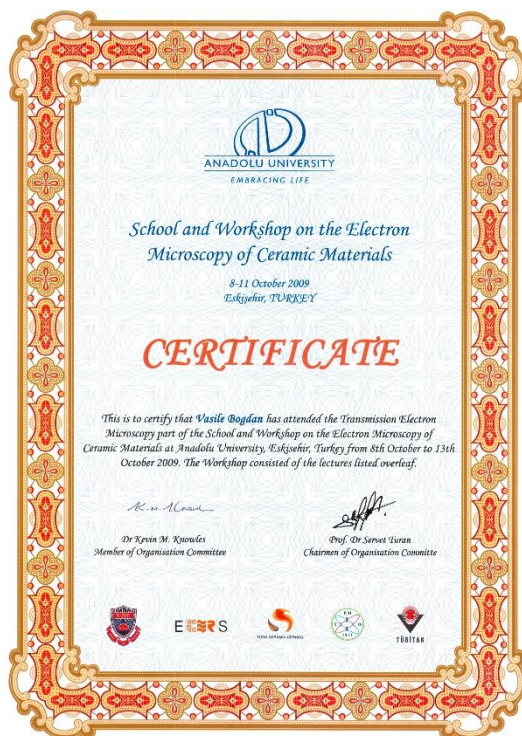 ANADOLU UNIVERSITY
EMBRACING LIFE
School and Workshop on the Electron
Microscopy of Ceramic Materials
8-11 October 2009
Eskişehir, TURKEY
CERTIFICATE
This is to certify that Vasile Bogdan has attended the Transmission Electron
Microscopy part of the School and Workshop on the Electron Microscopy of
Ceramic Materials at Anadolu University, Eskişehir, Turkey from 8th October to 13th
October 2009. The Workshop consisted of the lectures listed overleaf.
Dr Kevin M. Knowles
Member of Organisation Committee
Prof. Dr Servet Turan
Chairmen of Organisation Committe
ECERS
TÜBİTAK